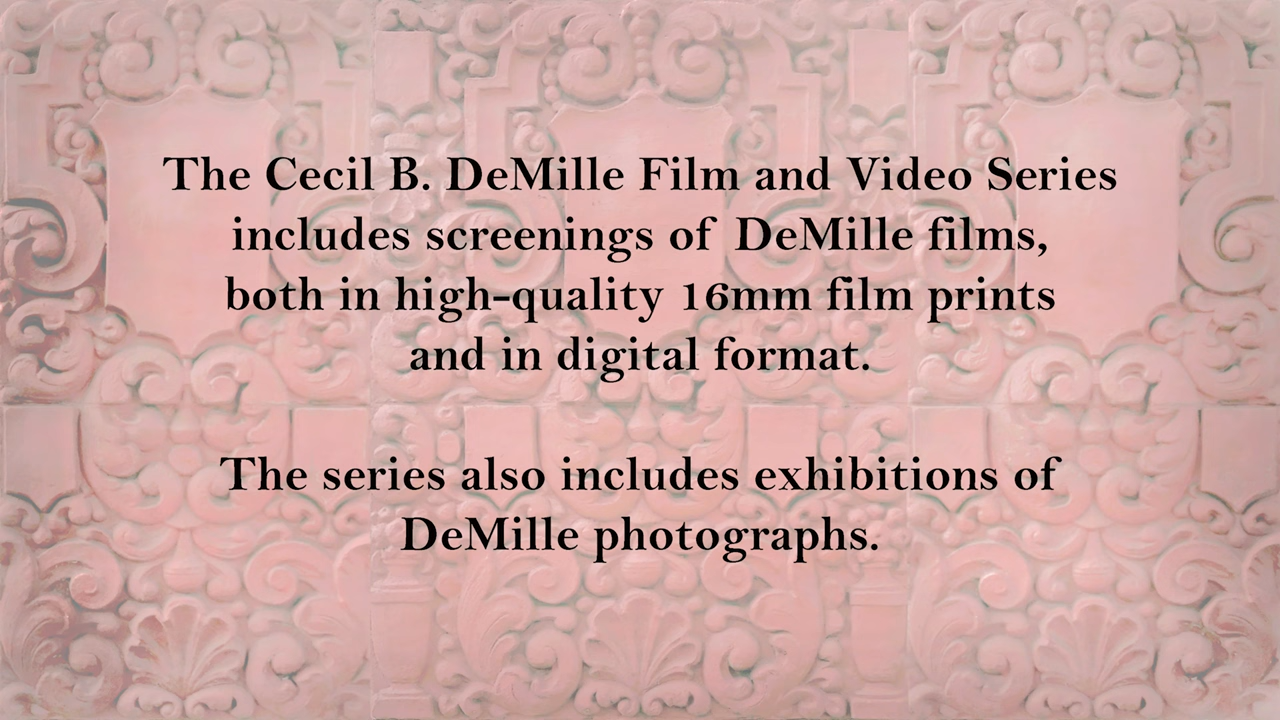 The Cecil B. DeMille Film and Video Series
includes screenings of DeMille films,
both in high-quality 16mm film prints
and in digital format.
The series also includes exhibitions of
DeMille photographs.